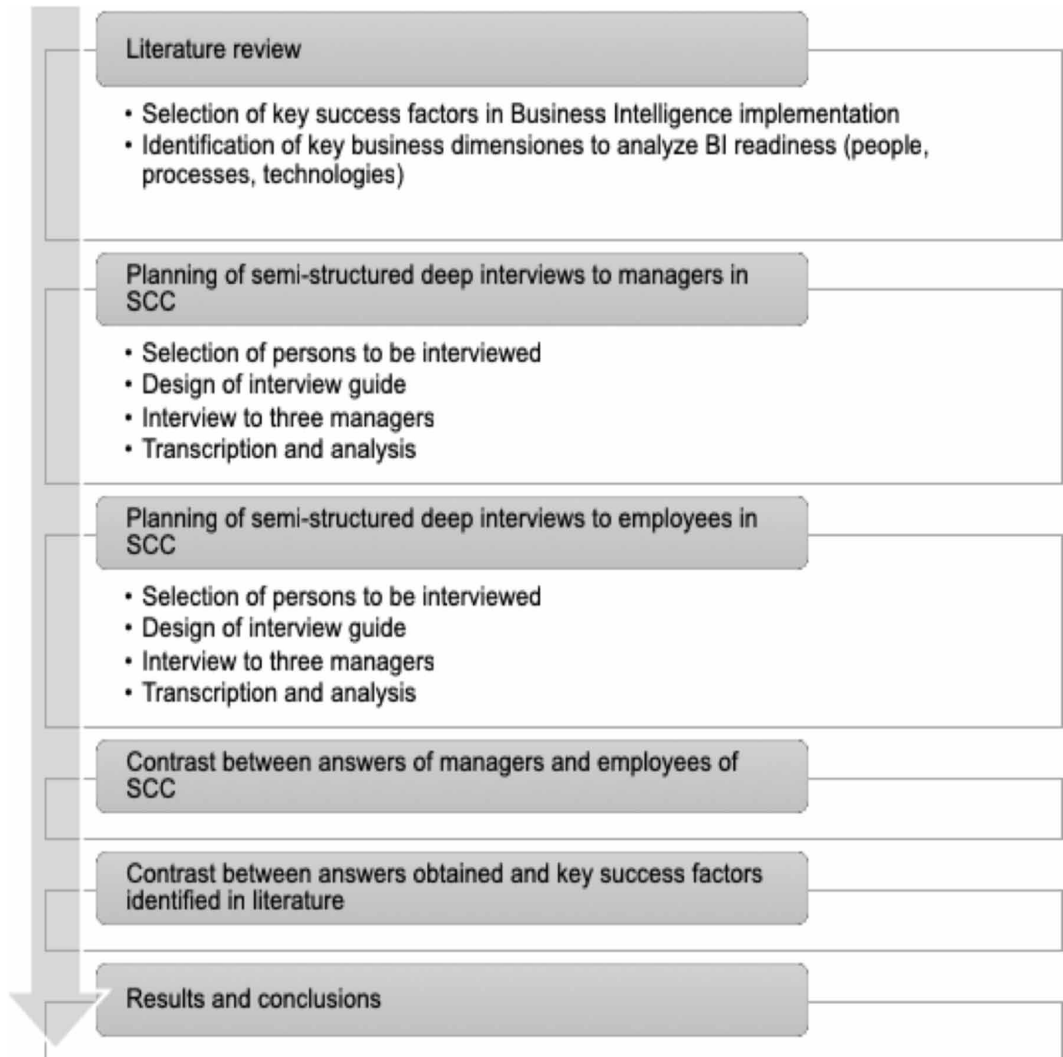 Literature review
• Selection of key success factors in Business Intelligence implementation
• Identification of key business dimensiones to analyze BI readiness (people,
processes, technologies)
Planning of semi-structured deep interviews to managers in
SCC
• Selection of persons to be interviewed
• Design of interview guide
• Interview to three managers
• Transcription and analysis
Planning of semi-structured deep interviews to employees in
SCC
• Selection of persons to be interviewed
• Design of interview guide
• Interview to three managers
• Transcription and analysis
Contrast between answers of managers and employees of
SCC
Contrast between answers obtained and key success factors
identified in literature
Results and conclusions